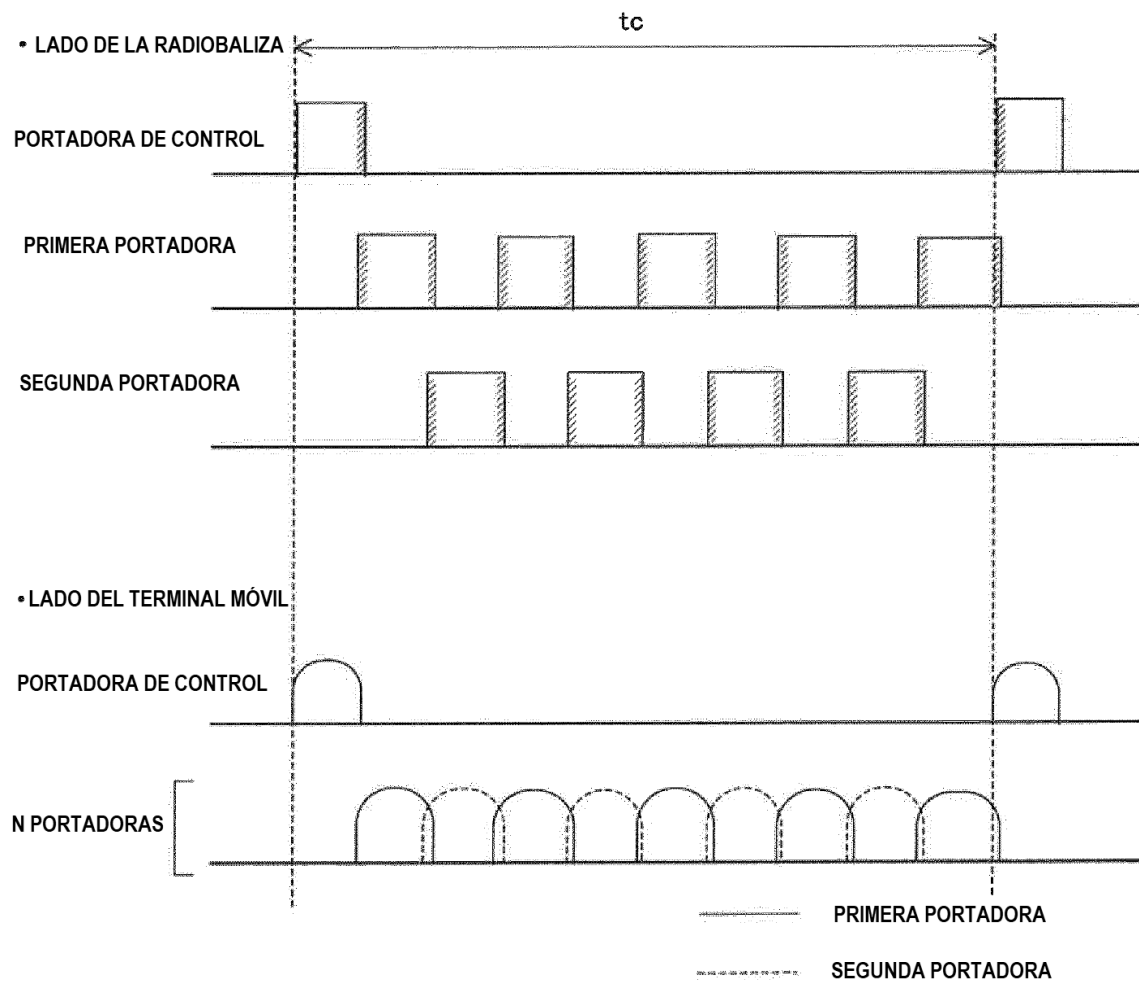 tc
• LADO DE LA RADIOBALIZA
PORTADORA DE CONTROL
PRIMERA PORTADORA
SEGUNDA PORTADORA
• LADO DEL TERMINAL MÓVIL
PORTADORA DE CONTROL
N PORTADORAS
PRIMERA PORTADORA
SEGUNDA PORTADORA